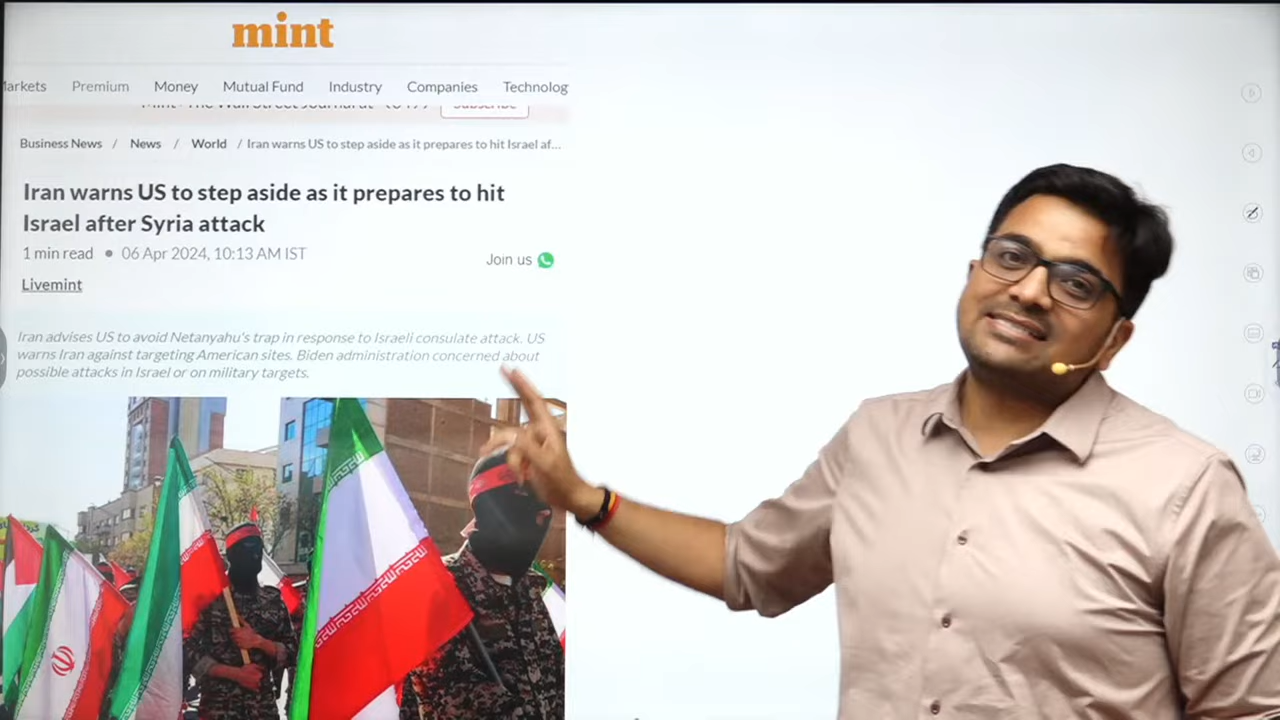 mint
Markets Premium Money Mutual Fund Industry Companies Technolog
Subscribe
Business News / News / World / Iran warns US to step aside as it prepares to hit Israel af...
Iran warns US to step aside as it prepares to hit
Israel after Syria attack
1 min read • 06 Apr 2024, 10:13 AM IST
Join us
Livemint
Iran advises US to avoid Netanyahu's trap in response to Israeli consulate attack. US
warns Iran against targeting American sites. Biden administration concerned about
possible attacks in Israel or on military targets.